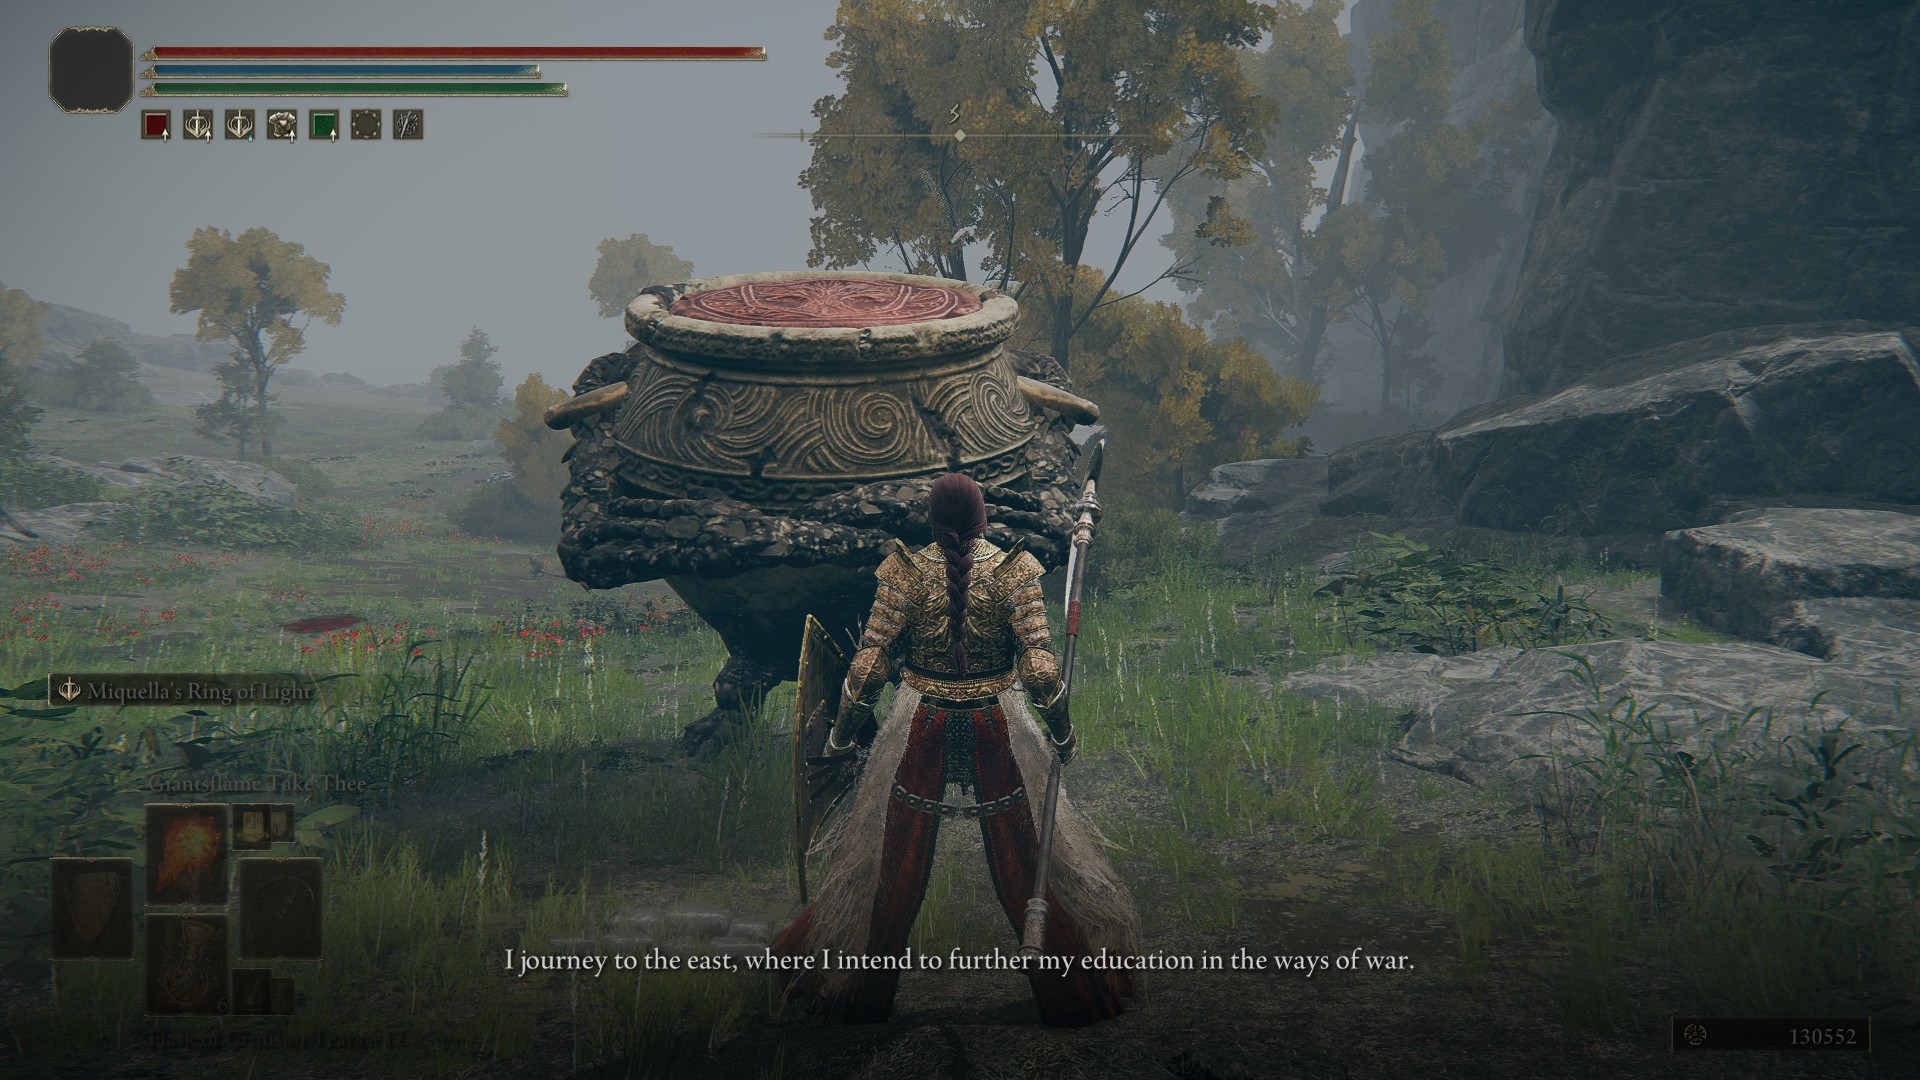 S
Miquella's Ring of Light
Giantsflame Take Thee
6
I journey to the east, where I intend to further my education in the ways of war.
130552